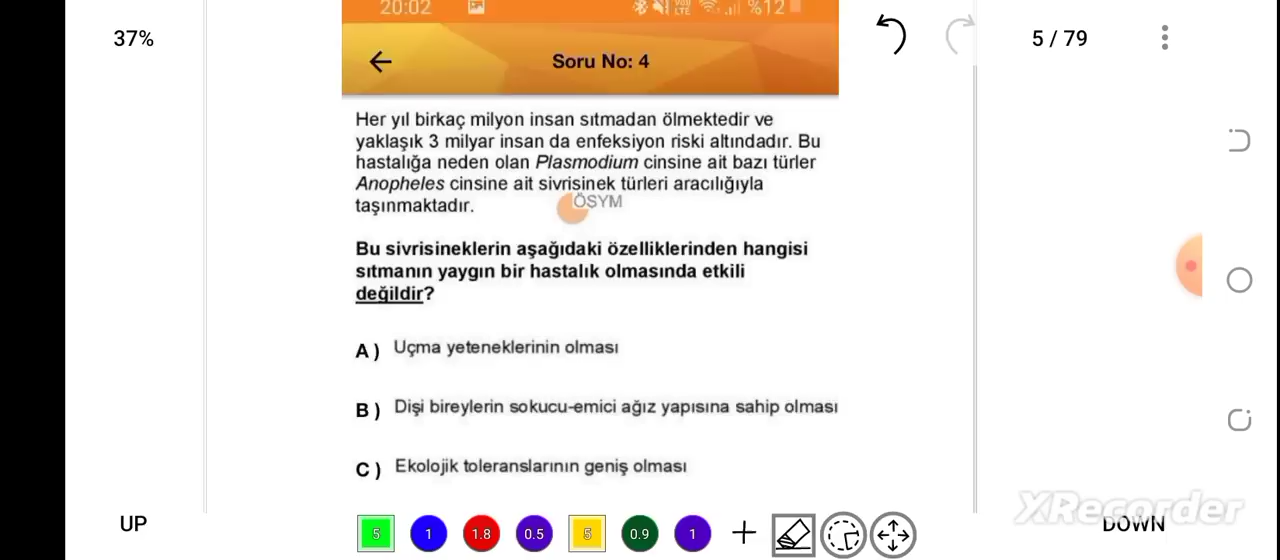 20:02 VoLTE %12
37%
5 / 79
Soru No: 4
Her yıl birkaç milyon insan sıtmadan ölmektedir ve
yaklaşık 3 milyar insan da enfeksiyon riski altındadır. Bu
hastalığa neden olan Plasmodium cinsine ait bazı türler
Anopheles cinsine ait sivrisinek türleri aracılığıyla
taşınmaktadır.
ÖSYM
Bu sivrisineklerin aşağıdaki özelliklerinden hangisi
sıtmanın yaygın bir hastalık olmasında etkili
değildir?
A ) Uçma yeteneklerinin olması
B ) Dişi bireylerin sokucu-emici ağız yapısına sahip olması
C ) Ekolojik toleranslarının geniş olması
XRecorder
UP
5 1 1.8 0.5 5 0.9 1
DOWN